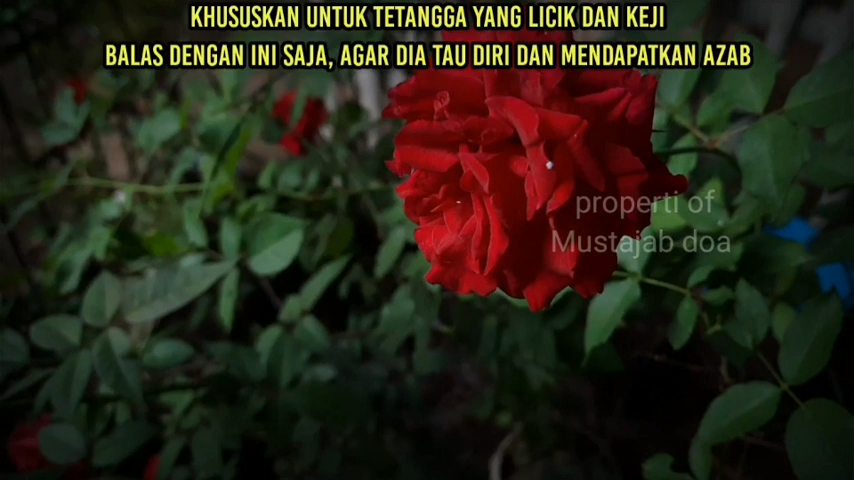 KHUSUSKAN UNTUK TETANGGA YANG LICIK DAN KEJI
BALAS DENGAN INI SAJA, AGAR DIA TAU DIRI DAN MENDAPATKAN AZAB
properti of
Mustajab doa